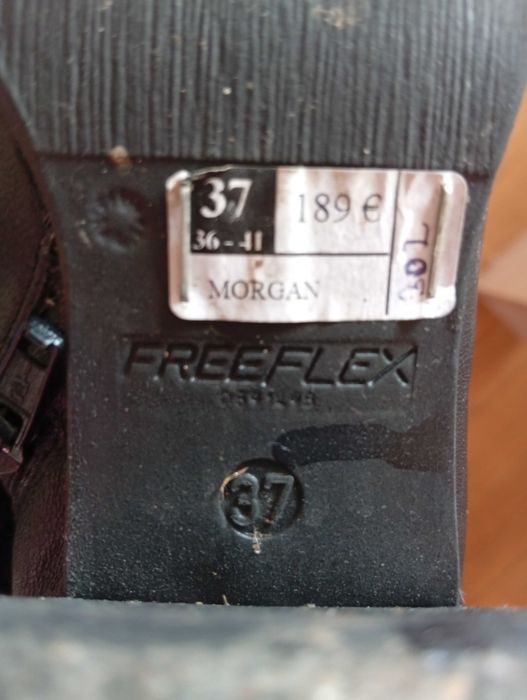 37
189 €
36 - 41
MORGAN
FREEFLEX
37